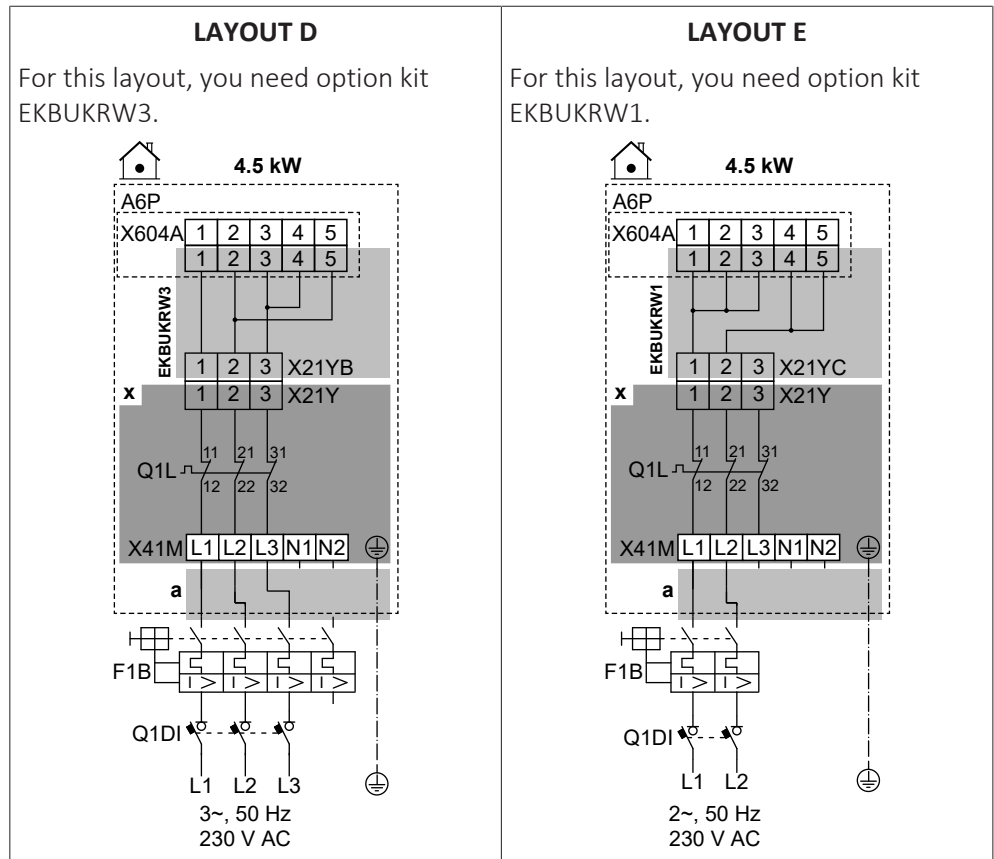 LAYOUT D
For this layout, you need option kit
EKBUKRW3.
4.5 kW
A6P
X604A 1 2 3 4 5
1 2 3 4 5
EKBUKRW3
1 2 3 X21YB
x 1 2 3 X21Y
11 21 31
Q1L
12 22 32
X41M L1 L2 L3 N1 N2
a
F1B
I > I > I > I >
Q1DI
L1 L2 L3
3~, 50 Hz
230 V AC
LAYOUT E
For this layout, you need option kit
EKBUKRW1.
4.5 kW
A6P
X604A 1 2 3 4 5
1 2 3 4 5
EKBUKRW1
1 2 3 X21YC
x 1 2 3 X21Y
11 21 31
Q1L
12 22 32
X41M L1 L2 L3 N1 N2
a
F1B
I > I >
Q1DI
L1 L2
2~, 50 Hz
230 V AC